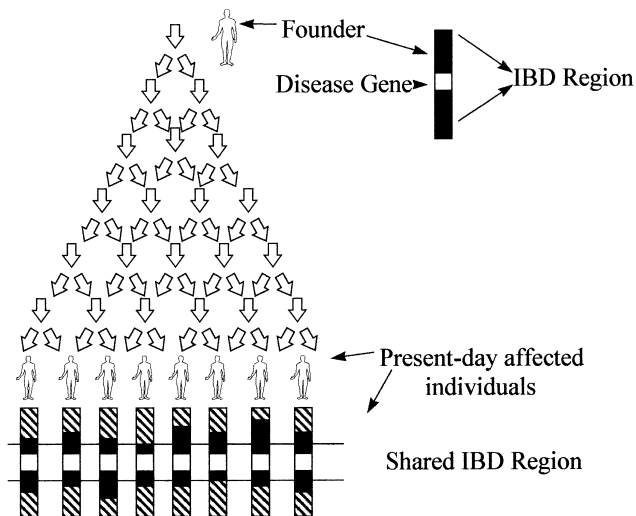 Founder
Disease Gene
IBD Region
Present-day affected
individuals
Shared IBD Region